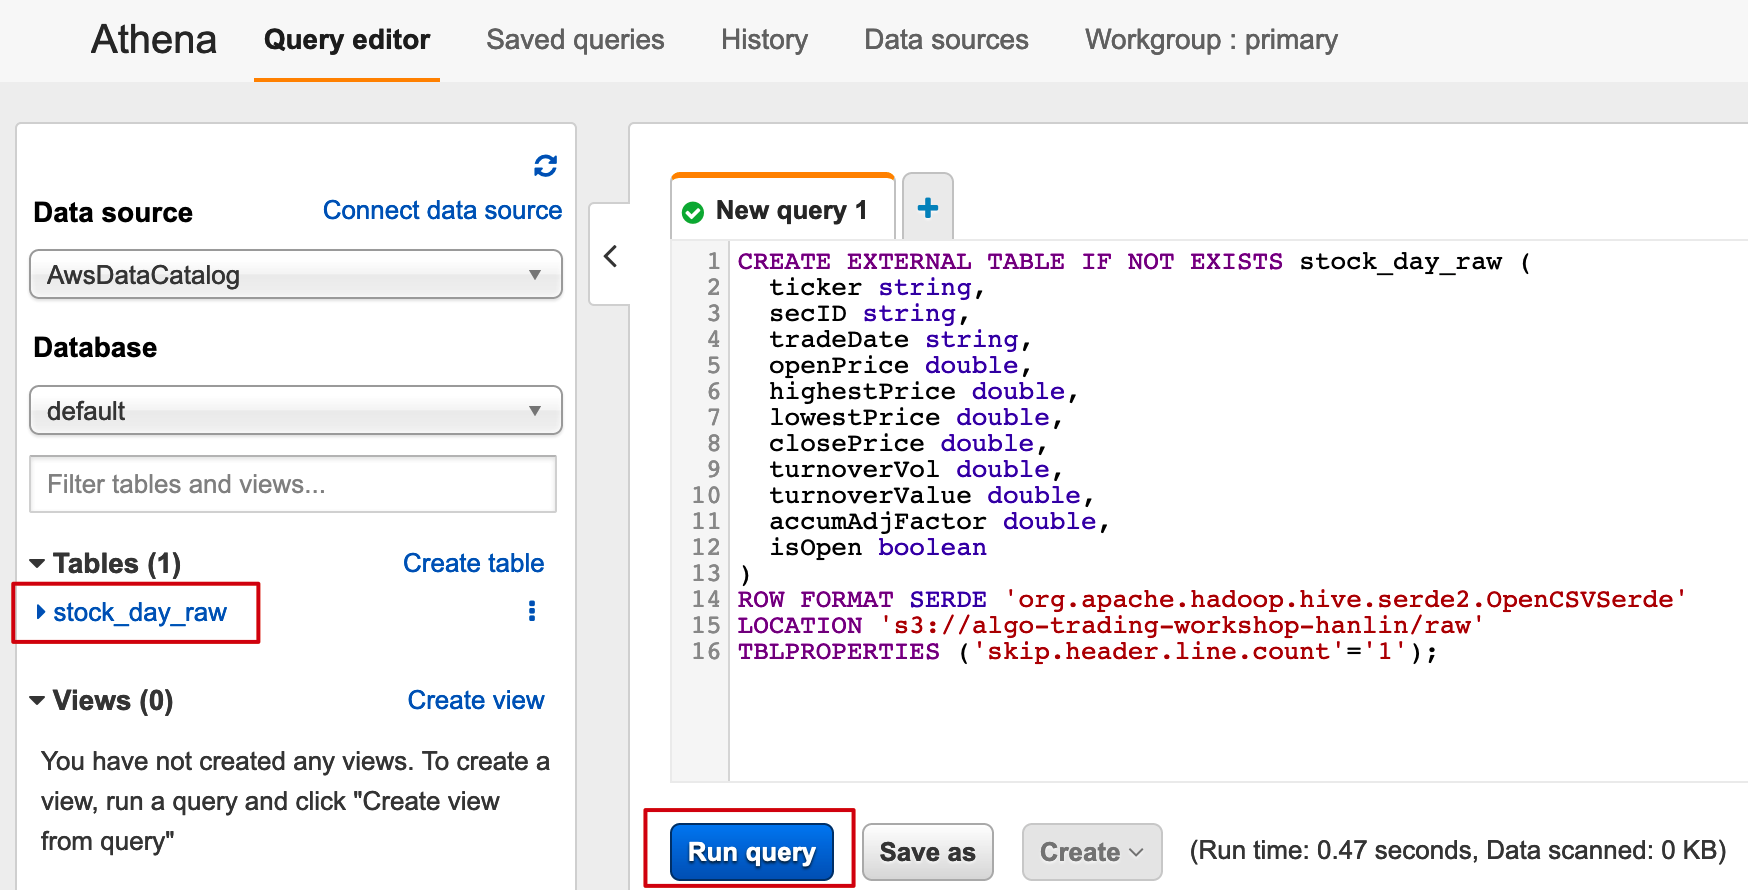 Athena Query editor Saved queries History Data sources Workgroup : primary
Data source Connect data source
AwsDataCatalog
Database
default
Filter tables and views...
Tables (1) Create table
stock_day_raw
Views (0) Create view
You have not created any views. To create a
view, run a query and click "Create view
from query"
New query 1 +
1 CREATE EXTERNAL TABLE IF NOT EXISTS stock_day_raw (
2 ticker string,
3 secID string,
4 tradeDate string,
5 openPrice double,
6 highestPrice double,
7 lowestPrice double,
8 closePrice double,
9 turnoverVol double,
10 turnoverValue double,
11 accumAdjFactor double,
12 isOpen boolean
13 )
14 ROW FORMAT SERDE 'org.apache.hadoop.hive.serde2.OpenCSVSerde'
15 LOCATION 's3://algo-trading-workshop-hanlin/raw'
16 TBLPROPERTIES ('skip.header.line.count'='1');
Run query Save as Create (Run time: 0.47 seconds, Data scanned: 0 KB)